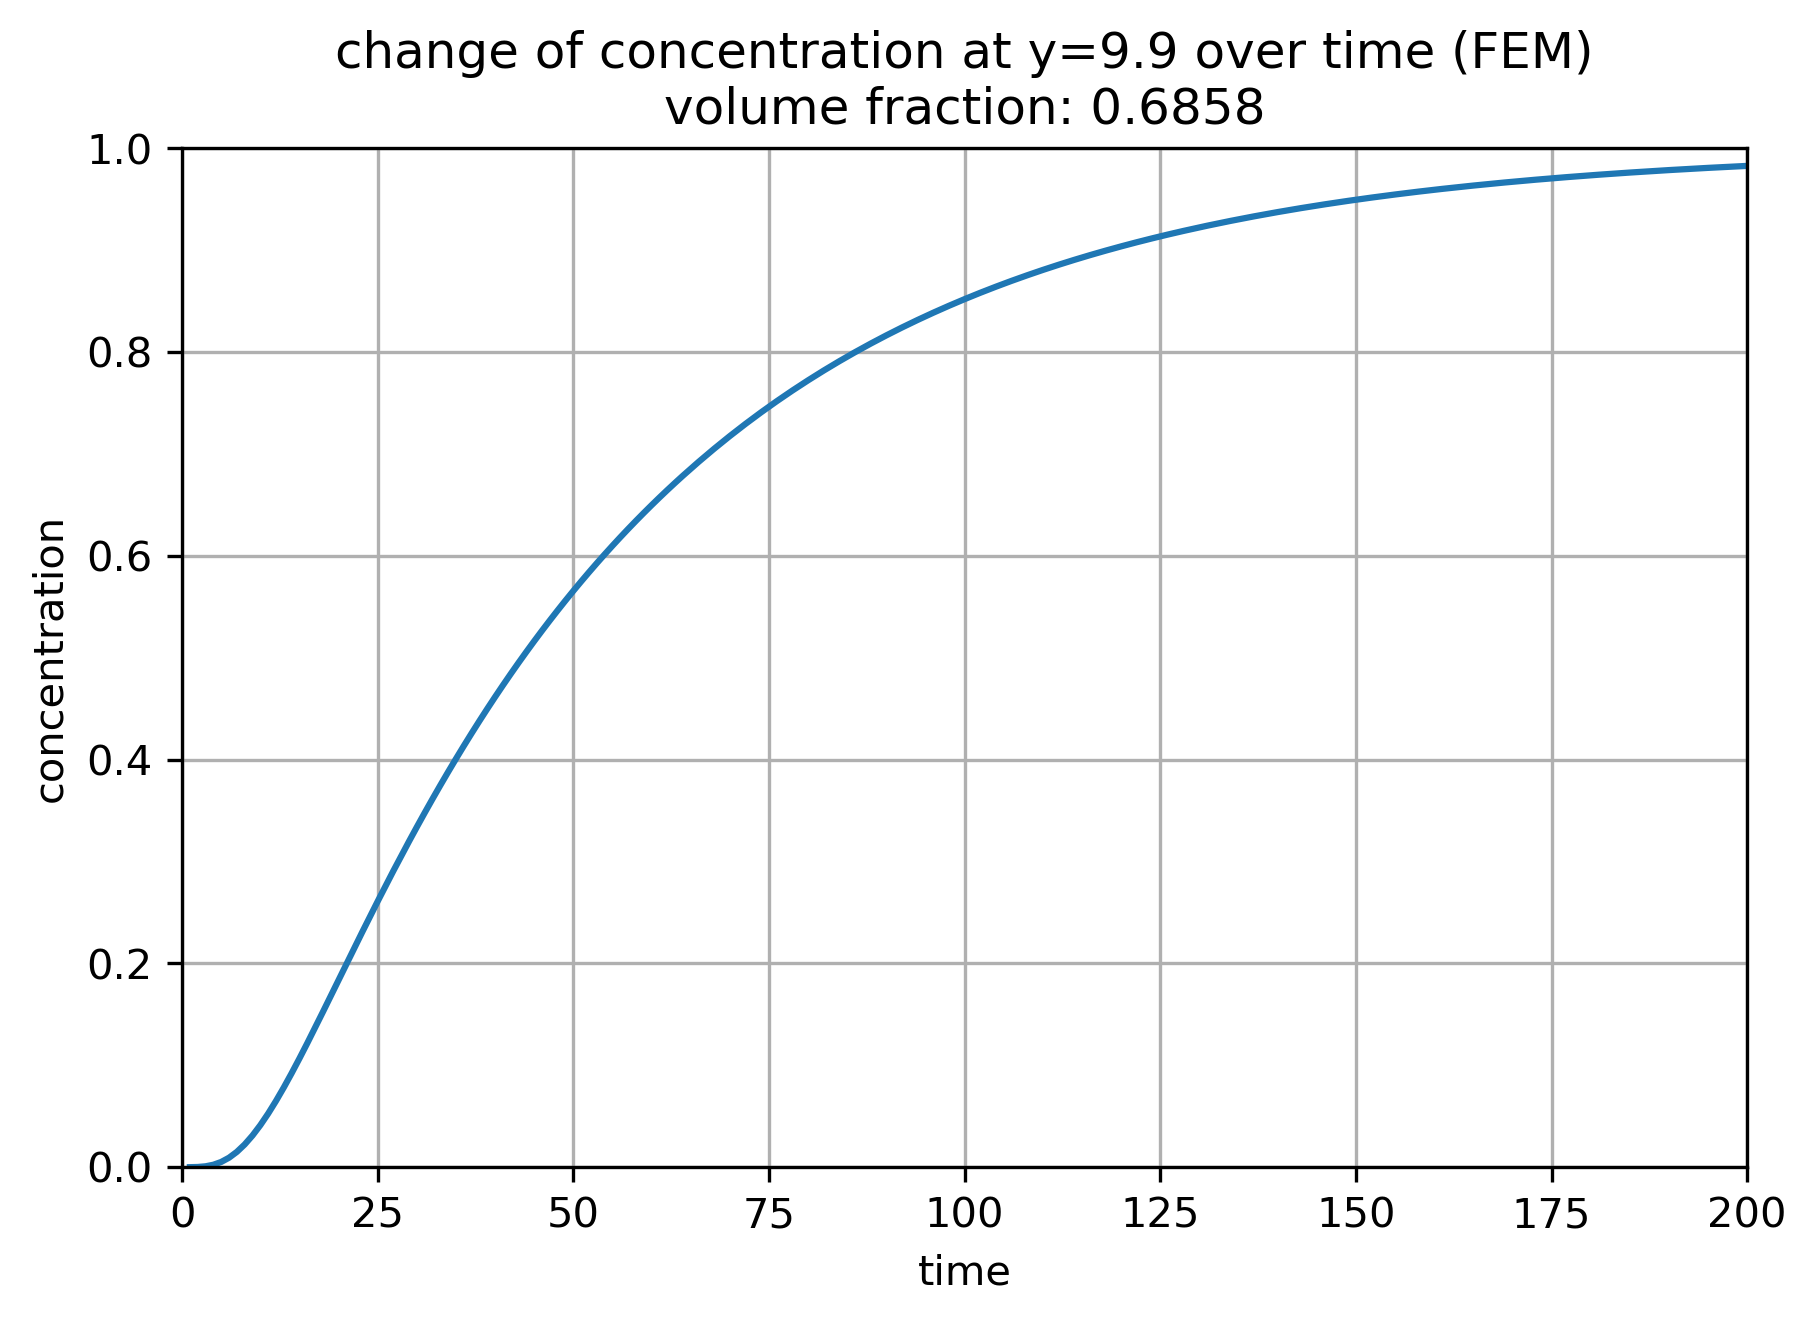 change of concentration at y=9.9 over time (FEM)
volume fraction: 0.6858
1.0
0.8
0.6
0.4
0.2
0.0
concentration
0 25 50 75 100 125 150 175 200
time